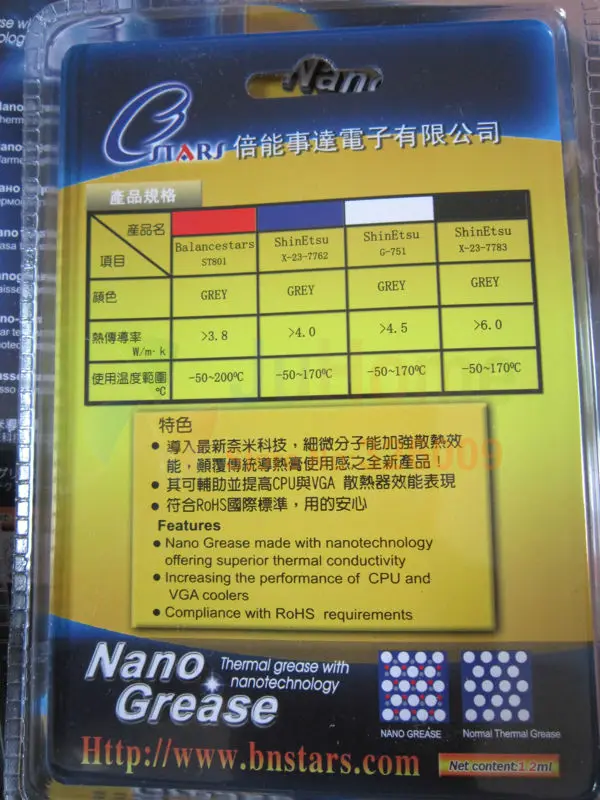 Nano
BSTARS 倍能事達電子有限公司
產品規格
產品名 Balancestars ST801 ShinEtsu X-23-7762 ShinEtsu G-751 ShinEtsu X-23-7783
項目
顏色 GREY GREY GREY GREY
熱傳導率 W/m·k >3.8 >4.0 >4.5 >6.0
使用溫度範圍 ºC -50~200ºC -50~170ºC -50~170ºC -50~170ºC
特色
● 導入最新奈米科技，細微分子能加強散熱效
能，顛覆傳統導熱膏使用感之全新產品！
● 其可輔助並提高CPU與VGA 散熱器效能表現
● 符合RoHS國際標準，用的安心
Features
● Nano Grease made with nanotechnology
offering superior thermal conductivity
● Increasing the performance of CPU and
VGA coolers
● Compliance with RoHS requirements
Nano
Grease
Thermal grease with
nanotechnology
NANO GREASE
Normal Thermal Grease
Http://www.bnstars.com
Net content:1.2ml